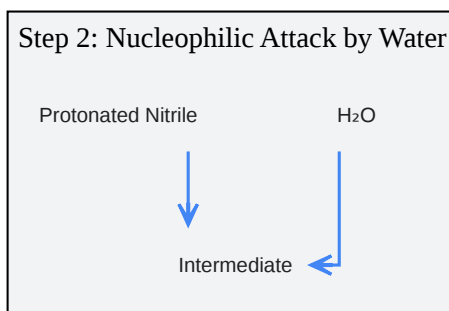 Step 2: Nucleophilic Attack by Water
Protonated Nitrile H₂O
Intermediate